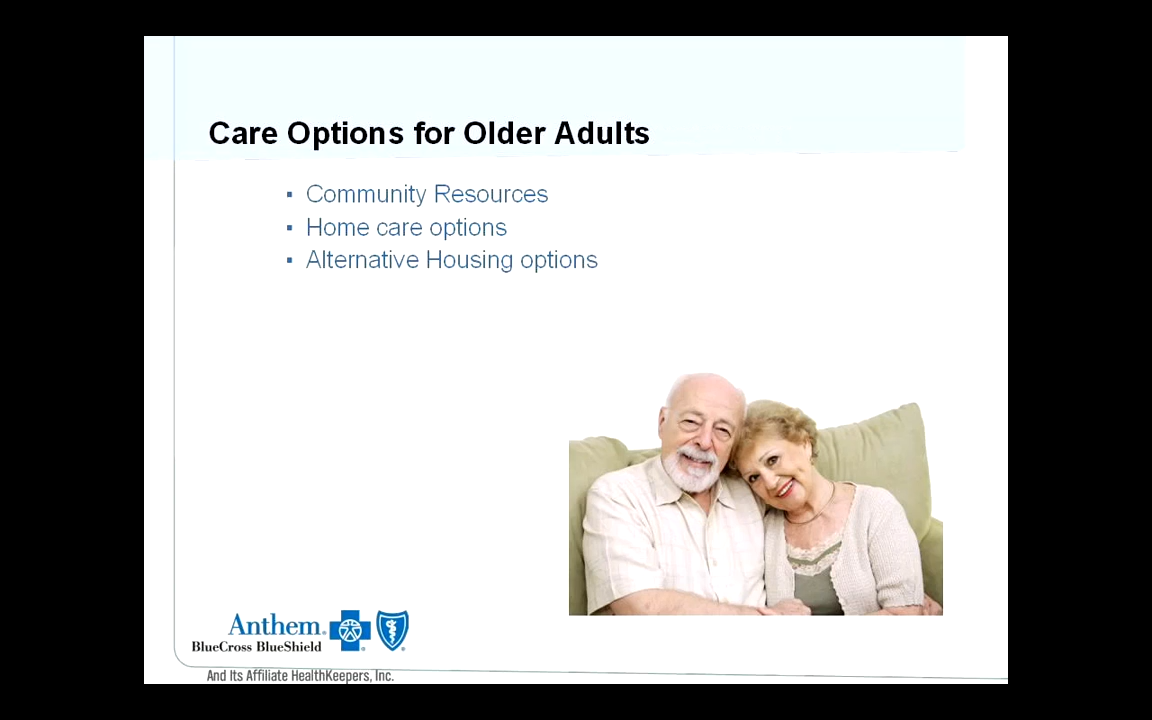 Care Options for Older Adults
▪ Community Resources
▪ Home care options
▪ Alternative Housing options
Anthem®
BlueCross BlueShield
And Its Affiliate HealthKeepers, Inc.